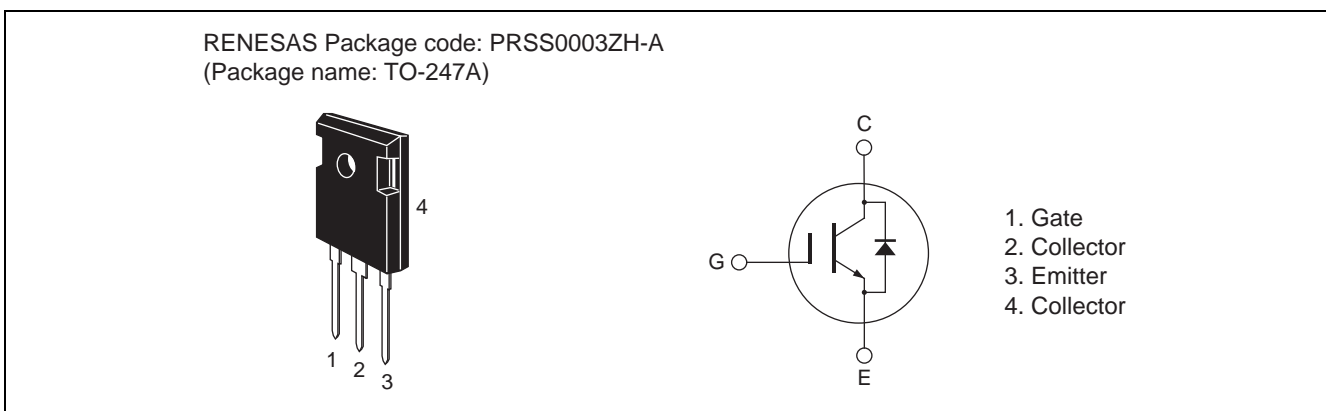 RENESAS Package code: PRSS0003ZH-A
(Package name: TO-247A)
4
1
2
3
C
G
E
1. Gate
2. Collector
3. Emitter
4. Collector